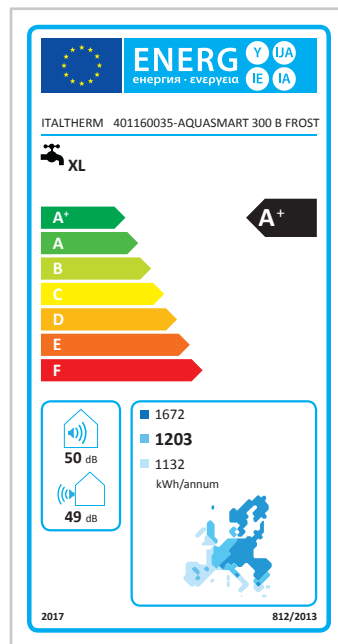 ENERG Y IJA
енергия · ενεργεια IE IA
ITALTHERM 401160035-AQUASMART 300 B FROST
XL
A+ A+
A
B
C
D
E
F
50 dB
49 dB
1672
1203
1132
kWh/annum
2017 812/2013